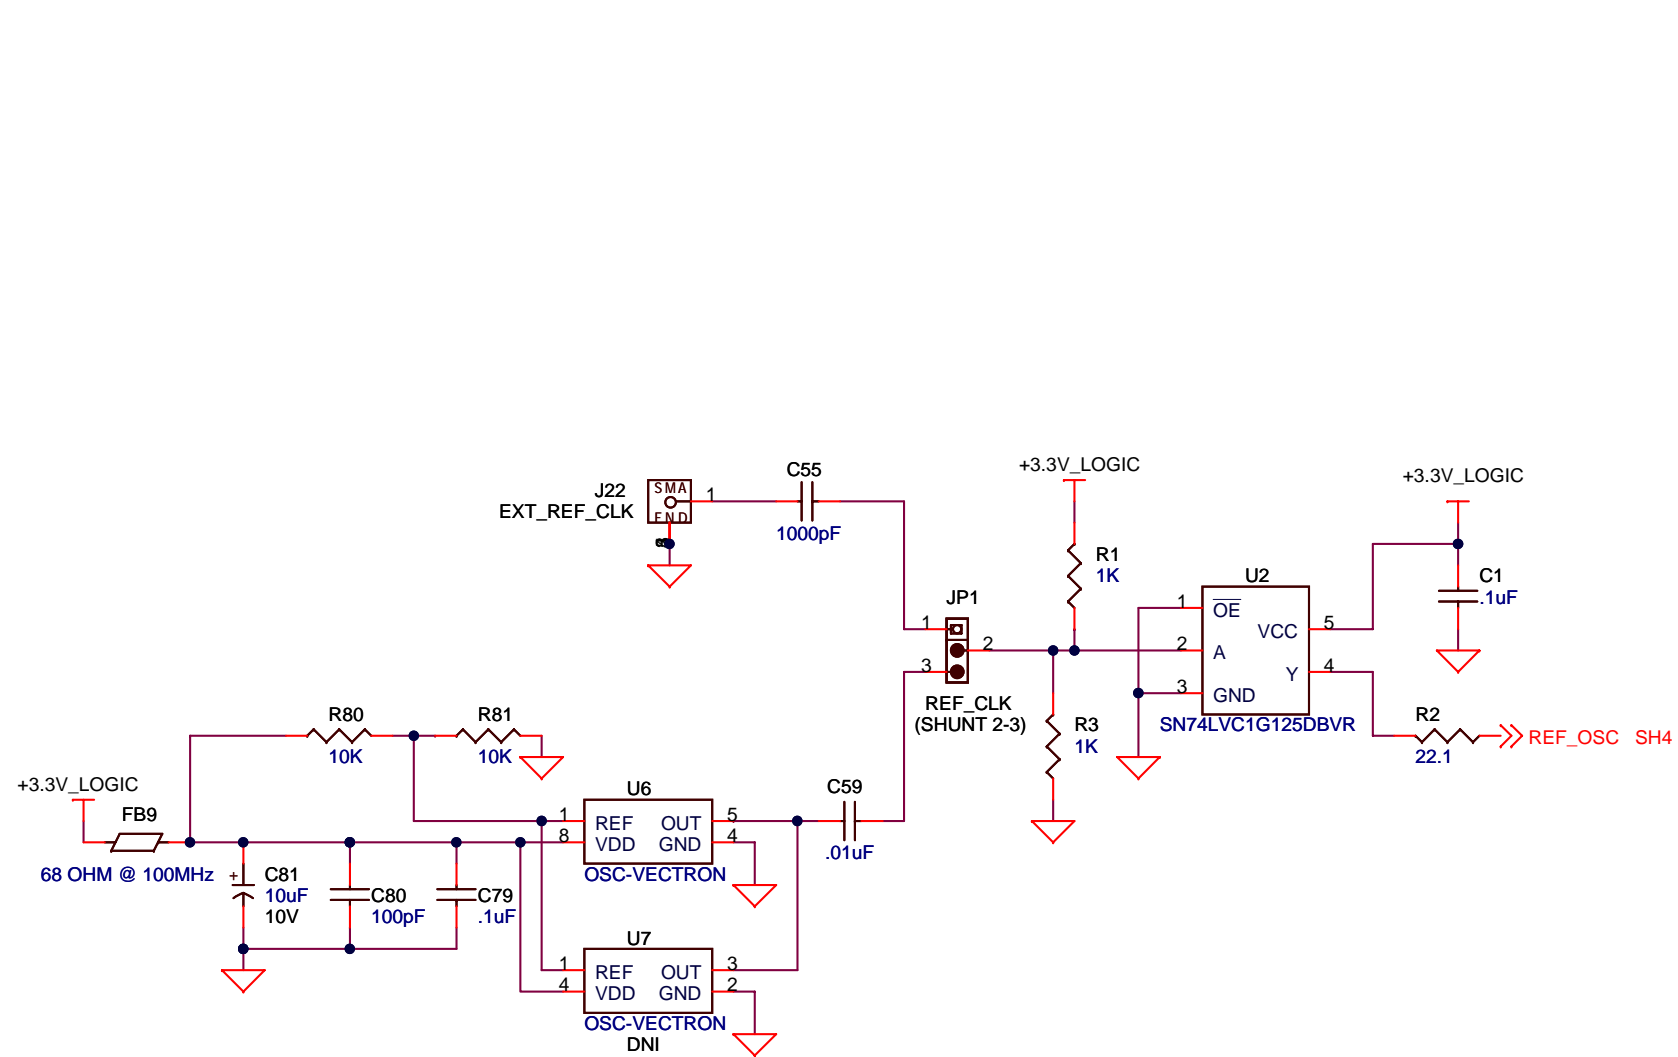 +3.3V_LOGIC
+3.3V_LOGIC
C55
J22
SMA
1
EXT_REF_CLK
END
1000pF
R1
1K
U2
C1
.1uF
JP1
1
OE
1
VCC
5
2
2
A
3
Y
4
3
GND
REF_CLK
(SHUNT 2-3)
SN74LVC1G125DBVR
R3
1K
R2
22.1
REF_OSC SH4
R80
10K
R81
10K
+3.3V_LOGIC
FB9
68 OHM @ 100MHz
U6
1
REF
OUT
5
8
VDD
GND
4
OSC-VECTRON
C59
.01uF
+
C81
10uF
10V
C80
100pF
C79
.1uF
U7
1
REF
OUT
3
4
VDD
GND
2
OSC-VECTRON
DNI